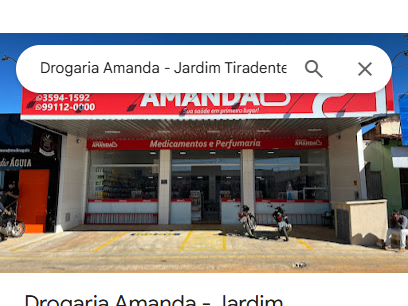 Drogaria Amanda - Jardim Tiradente
3594-1592
99112-0000
AMANDA
Sua saúde em primeiro lugar!
Medicamentos e Perfumaria
AMANDA
AMANDA
ÁGUIA
Drogaria Amanda - Jardim